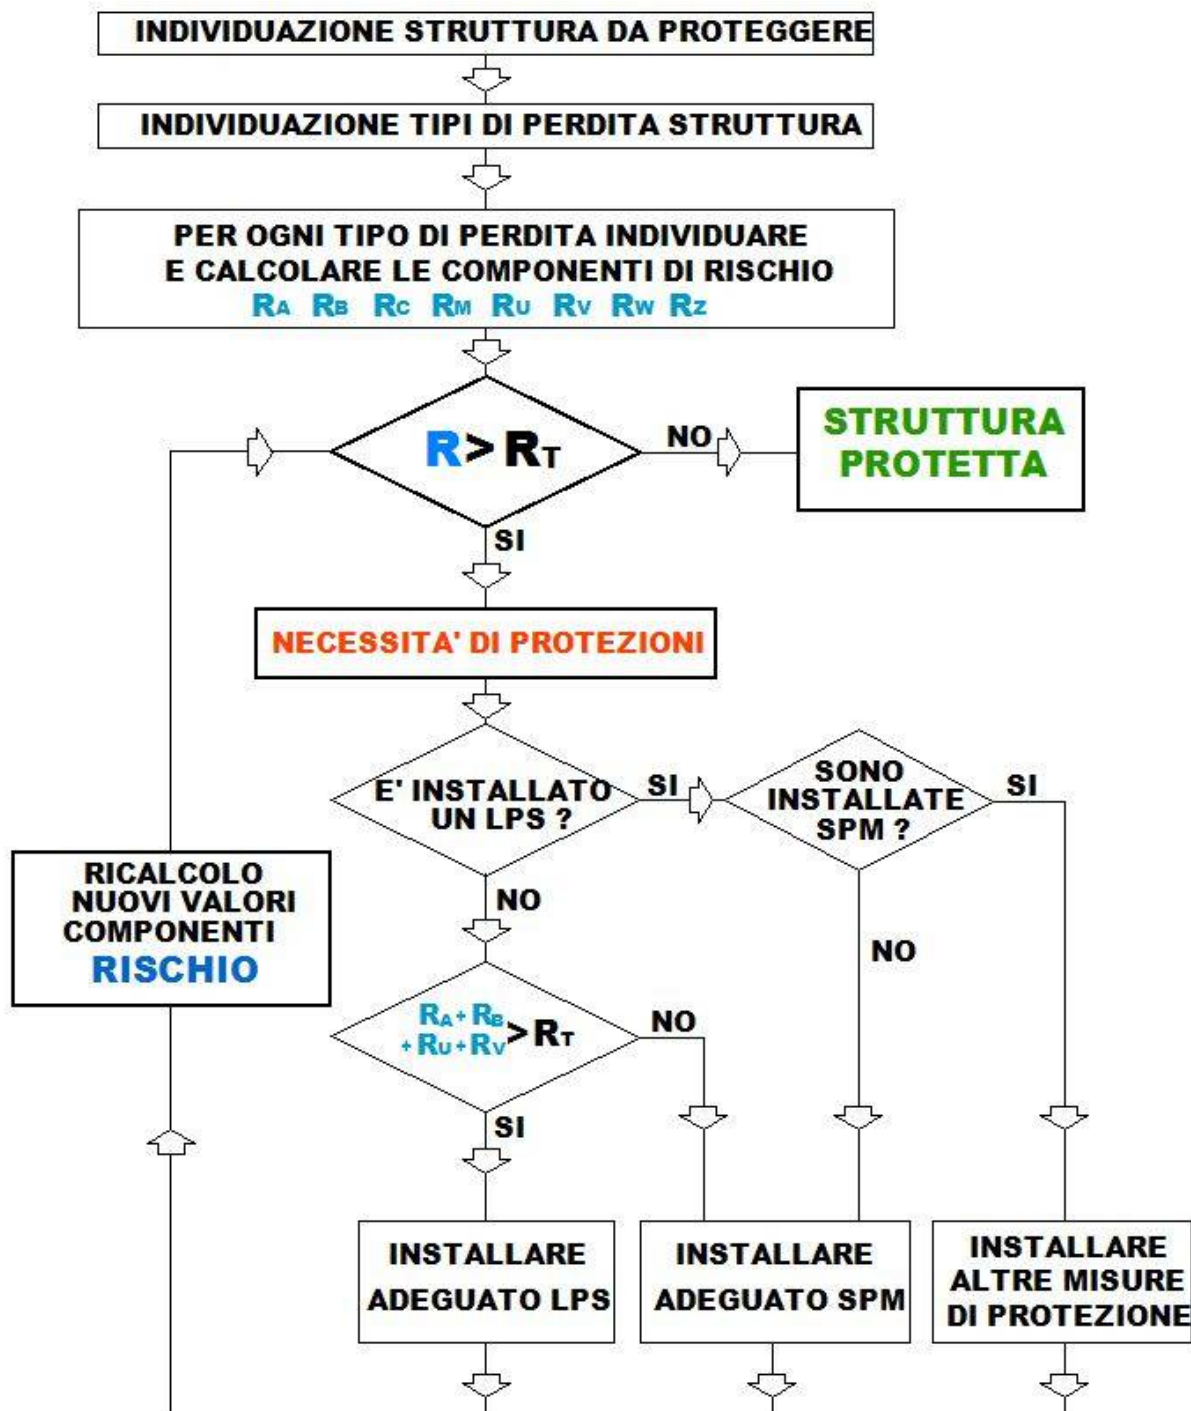 INDIVIDUAZIONE STRUTTURA DA PROTEGGERE
INDIVIDUAZIONE TIPI DI PERDITA STRUTTURA
PER OGNI TIPO DI PERDITA INDIVIDUARE
E CALCOLARE LE COMPONENTI DI RISCHIO
RA RB RC RM RU RV RW RZ
R > RT
NO
STRUTTURA
PROTETTA
SI
NECESSITA' DI PROTEZIONI
E' INSTALLATO
UN LPS ?
SI
SONO
INSTALLATE
SPM ?
SI
NO
NO
RICALCOLO
NUOVI VALORI
COMPONENTI
RISCHIO
RA + RB
+ RU + RV > RT
NO
SI
INSTALLARE
ADEGUATO LPS
INSTALLARE
ADEGUATO SPM
INSTALLARE
ALTRE MISURE
DI PROTEZIONE